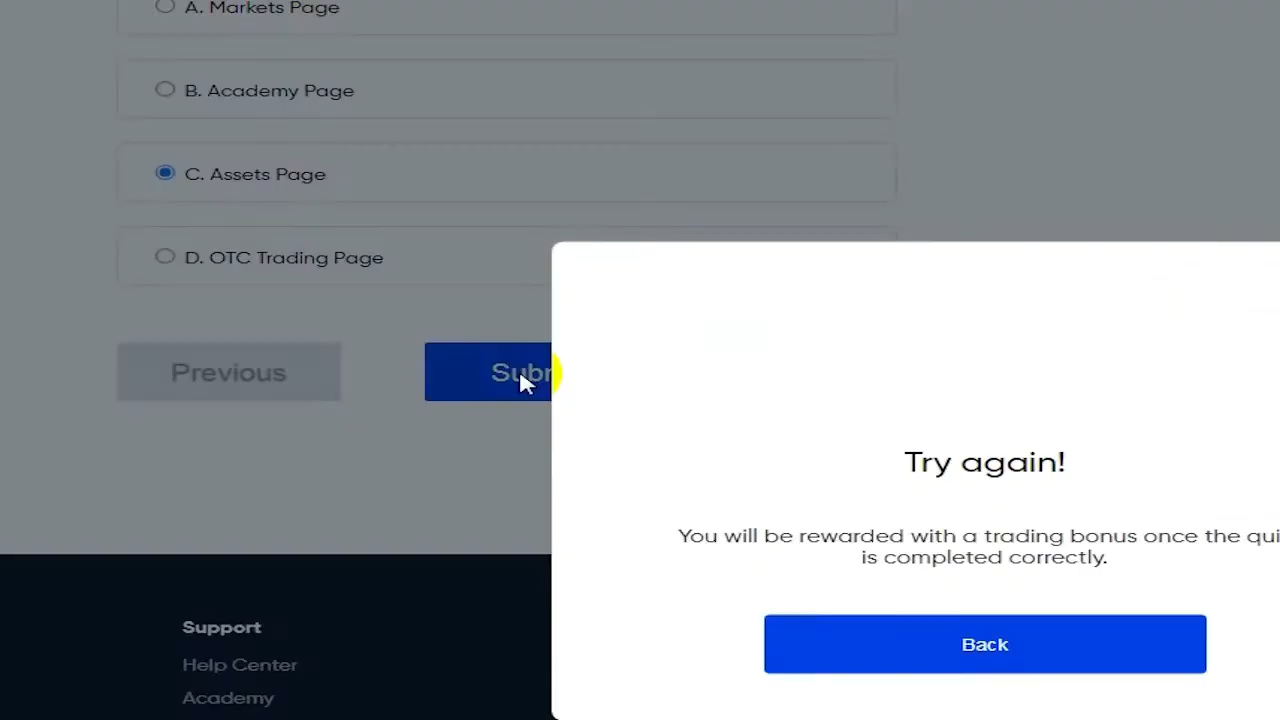 A. Markets Page
B. Academy Page
C. Assets Page
D. OTC Trading Page
Previous
Try again!
You will be rewarded with a trading bonus once the
is completed correctly.
Back
Support
Help Center
Academy